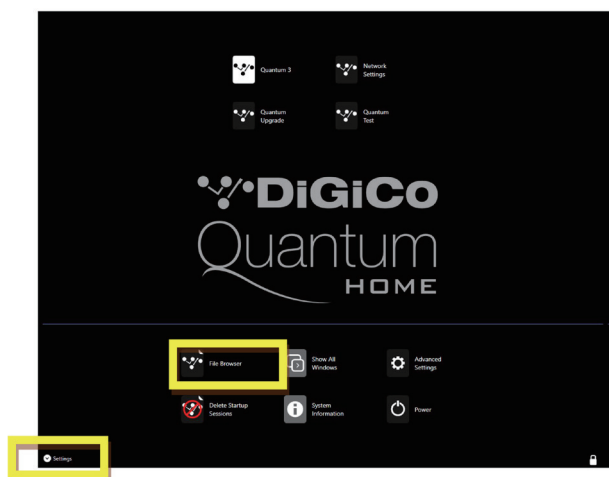 Quantum 3
Network
Settings
Quantum
Upgrade
Quantum
Test
DiGiCo
Quantum
HOME
File Browser
Show All
Windows
Advanced
Settings
Delete Startup
Sessions
System
Information
Power
Settings